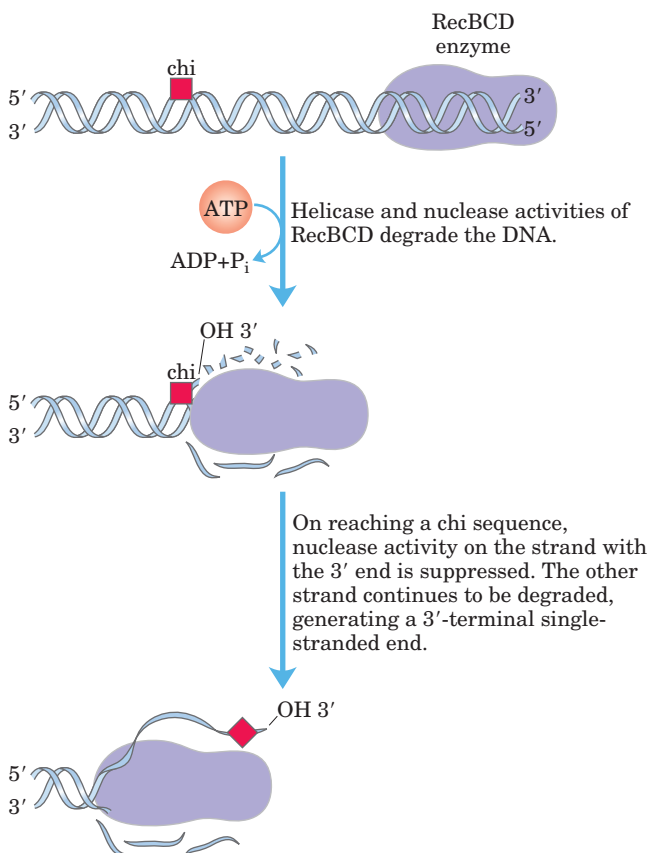 RecBCD
enzyme
chi
5′ 3′
3′ 5′
ATP
ADP+Pi
Helicase and nuclease activities of
RecBCD degrade the DNA.
OH 3′
chi
5′
3′
On reaching a chi sequence,
nuclease activity on the strand with
the 3′ end is suppressed. The other
strand continues to be degraded,
generating a 3′-terminal single-
stranded end.
OH 3′
5′
3′